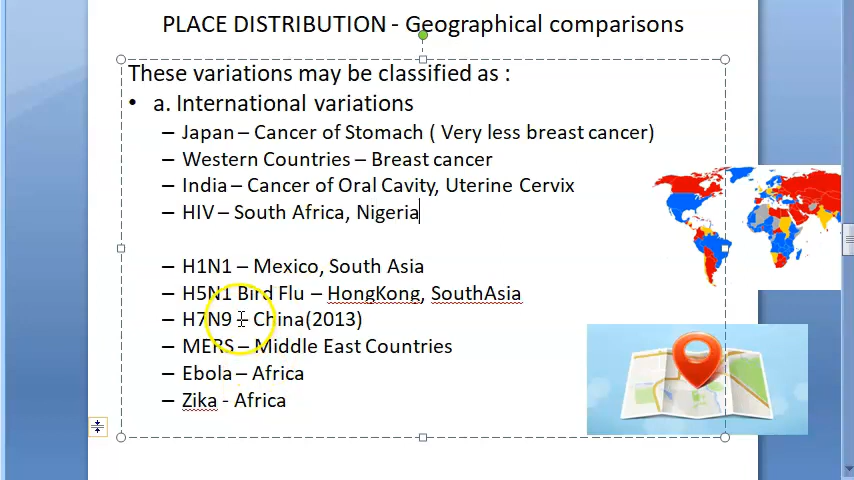 PLACE DISTRIBUTION - Geographical comparisons
These variations may be classified as :
• a. International variations
– Japan – Cancer of Stomach ( Very less breast cancer)
– Western Countries – Breast cancer
– India – Cancer of Oral Cavity, Uterine Cervix
– HIV – South Africa, Nigeria
– H1N1 – Mexico, South Asia
– H5N1 Bird Flu – HongKong, SouthAsia
– H7N9 – China(2013)
– MERS – Middle East Countries
– Ebola – Africa
– Zika - Africa